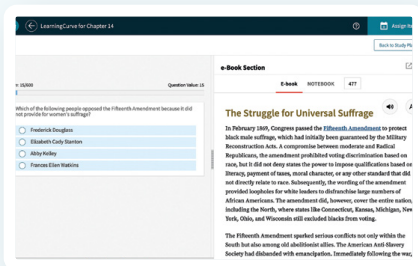 LearningCurve for Chapter 14
Assign
Back to Study
e-Book Section
15/600
Question Value: 15
E-book NOTEBOOK 477
Which of the following people opposed the Fifteenth Amendment because it did
not provide for women's suffrage?
Frederick Douglass
Elizabeth Cady Stanton
Abby Kelley
Frances Ellen Watkins
The Struggle for Universal Suffrage
In February 1869, Congress passed the Fifteenth Amendment to protect
black male suffrage, which had initially been guaranteed by the Military
Reconstruction Acts. A compromise between moderate and Radical
Republicans, the amendment prohibited voting discrimination based on
race, but it did not deny states the power to impose qualifications based on
literacy, payment of taxes, moral character, or any other standard that did
not directly relate to race. Subsequently, the wording of the amendment
provided loopholes for white leaders to disfranchise large numbers of
African Americans. The amendment did, however, cover the entire nation,
including the North, where states like Connecticut, Kansas, Michigan, New
York, Ohio, and Wisconsin still excluded blacks from voting.
The Fifteenth Amendment sparked serious conflicts not only within the
South but also among old abolitionist allies. The American Anti-Slavery
Society had disbanded with emancipation. Immediately following the war,